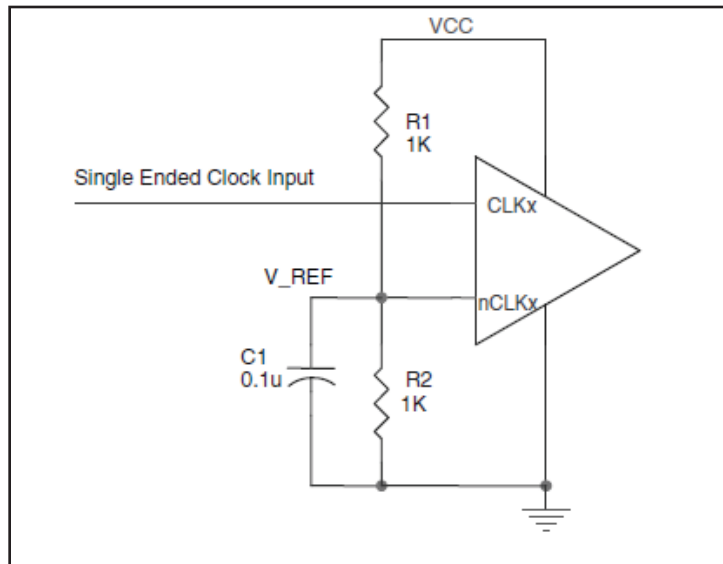 VCC
R1
1K
Single Ended Clock Input
CLKx
V_REF
nCLKx
C1
0.1u
R2
1K